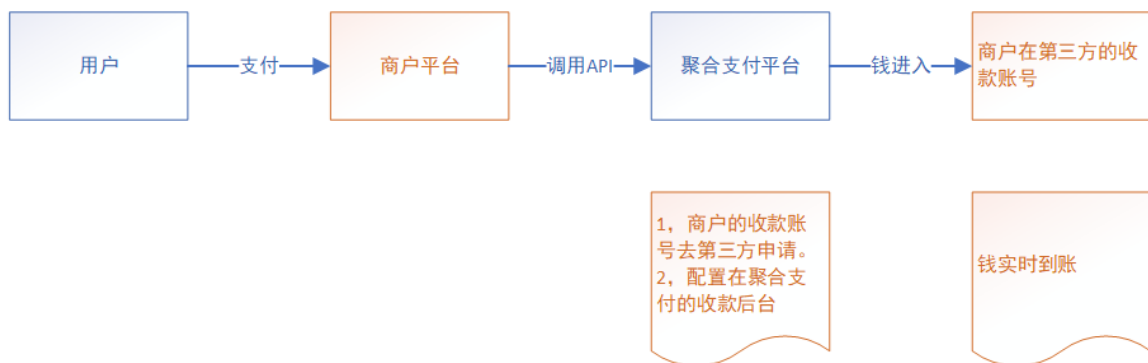 用户
支付
商户平台
调用API
聚合支付平台
钱进入
商户在第三方的收
款账号
1，商户的收款账
号去第三方申请。
2，配置在聚合支
付的收款后台
钱实时到账